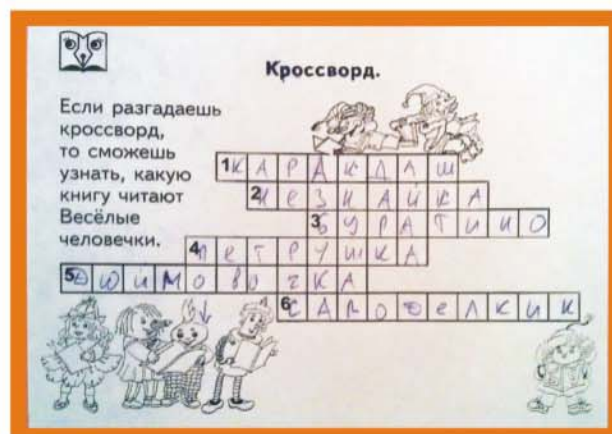 Кроссворд.
Если разгадаешь
кроссворд,
то сможешь
узнать, какую
книгу читают
Весёлые
человечки.
1 КАРАНДАШ
2 НеЗНАЙКА
3 БУРАТИНО
4 ПеТРУШКА
5 Дюймовочка
6 САМОДеЛКИН